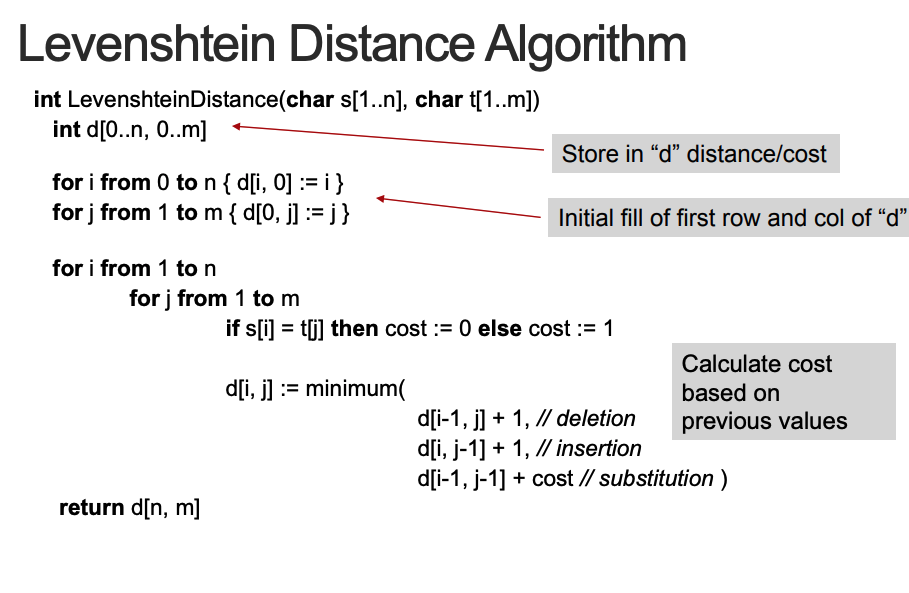 Levenshtein Distance Algorithm
int LevenshteinDistance(char s[1..n], char t[1..m])
int d[0..n, 0..m]
Store in “d” distance/cost
for i from 0 to n { d[i, 0] := i }
for j from 1 to m { d[0, j] := j }
Initial fill of first row and col of “d”
for i from 1 to n
for j from 1 to m
if s[i] = t[j] then cost := 0 else cost := 1
Calculate cost
based on
previous values
d[i, j] := minimum(
d[i-1, j] + 1, // deletion
d[i, j-1] + 1, // insertion
d[i-1, j-1] + cost // substitution )
return d[n, m]